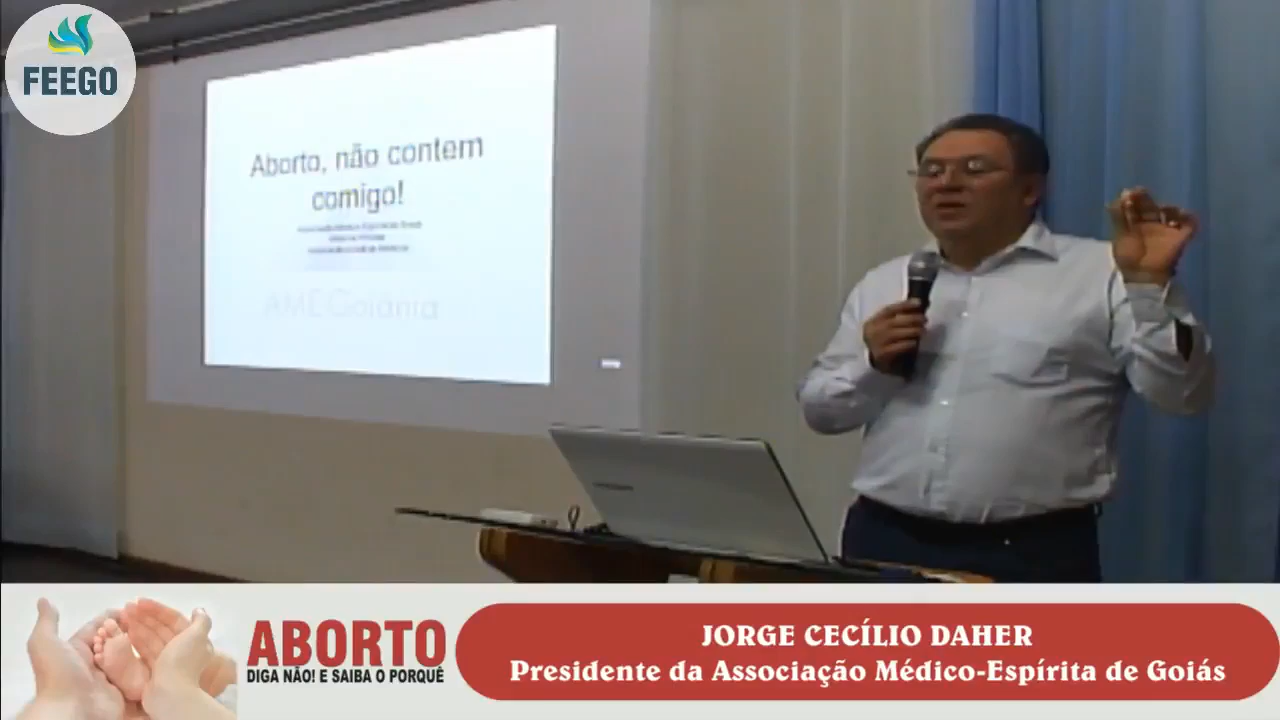 FEEGO
Aborto, não contem
comigo!
AME Goiânia
ABORTO
DIGA NÃO! E SAIBA O PORQUÊ
JORGE CECÍLIO DAHER
Presidente da Associação Médico-Espírita de Goiás